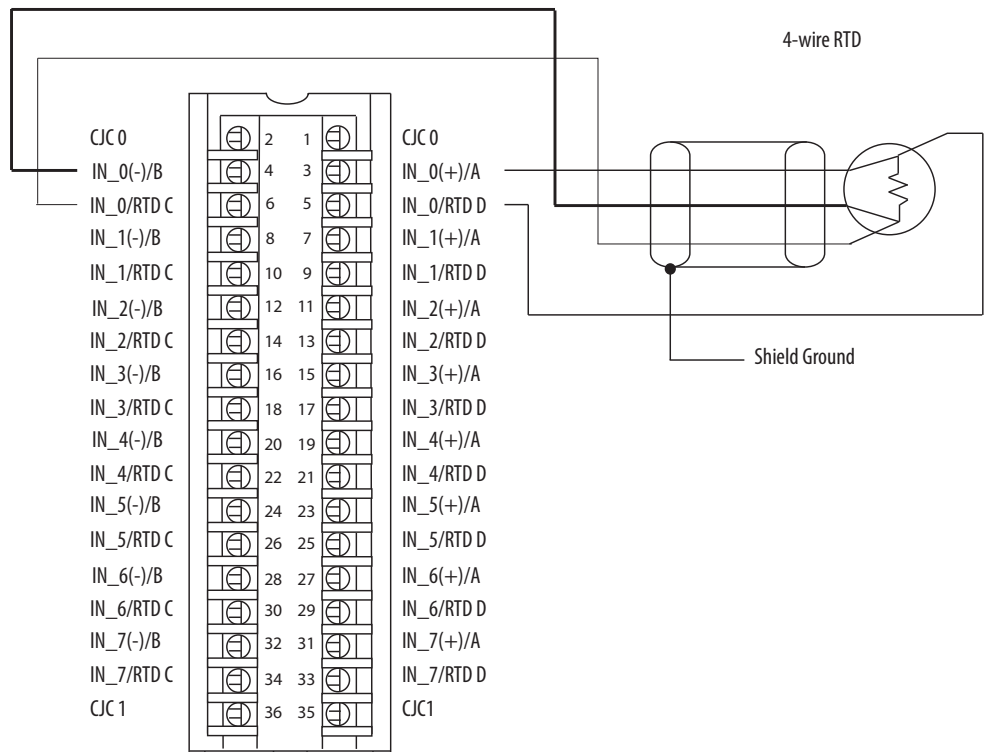 4-wire RTD
CJC 0 2 1 CJC 0
IN_0(-)/B 4 3 IN_0(+)/A
IN_0/RTD C 6 5 IN_0/RTD D
IN_1(-)/B 8 7 IN_1(+)/A
IN_1/RTD C 10 9 IN_1/RTD D
IN_2(-)/B 12 11 IN_2(+)/A
IN_2/RTD C 14 13 IN_2/RTD D
IN_3(-)/B 16 15 IN_3(+)/A
IN_3/RTD C 18 17 IN_3/RTD D
IN_4(-)/B 20 19 IN_4(+)/A
IN_4/RTD C 22 21 IN_4/RTD D
IN_5(-)/B 24 23 IN_5(+)/A
IN_5/RTD C 26 25 IN_5/RTD D
IN_6(-)/B 28 27 IN_6(+)/A
IN_6/RTD C 30 29 IN_6/RTD D
IN_7(-)/B 32 31 IN_7(+)/A
IN_7/RTD C 34 33 IN_7/RTD D
CJC 1 36 35 CJC1
Shield Ground